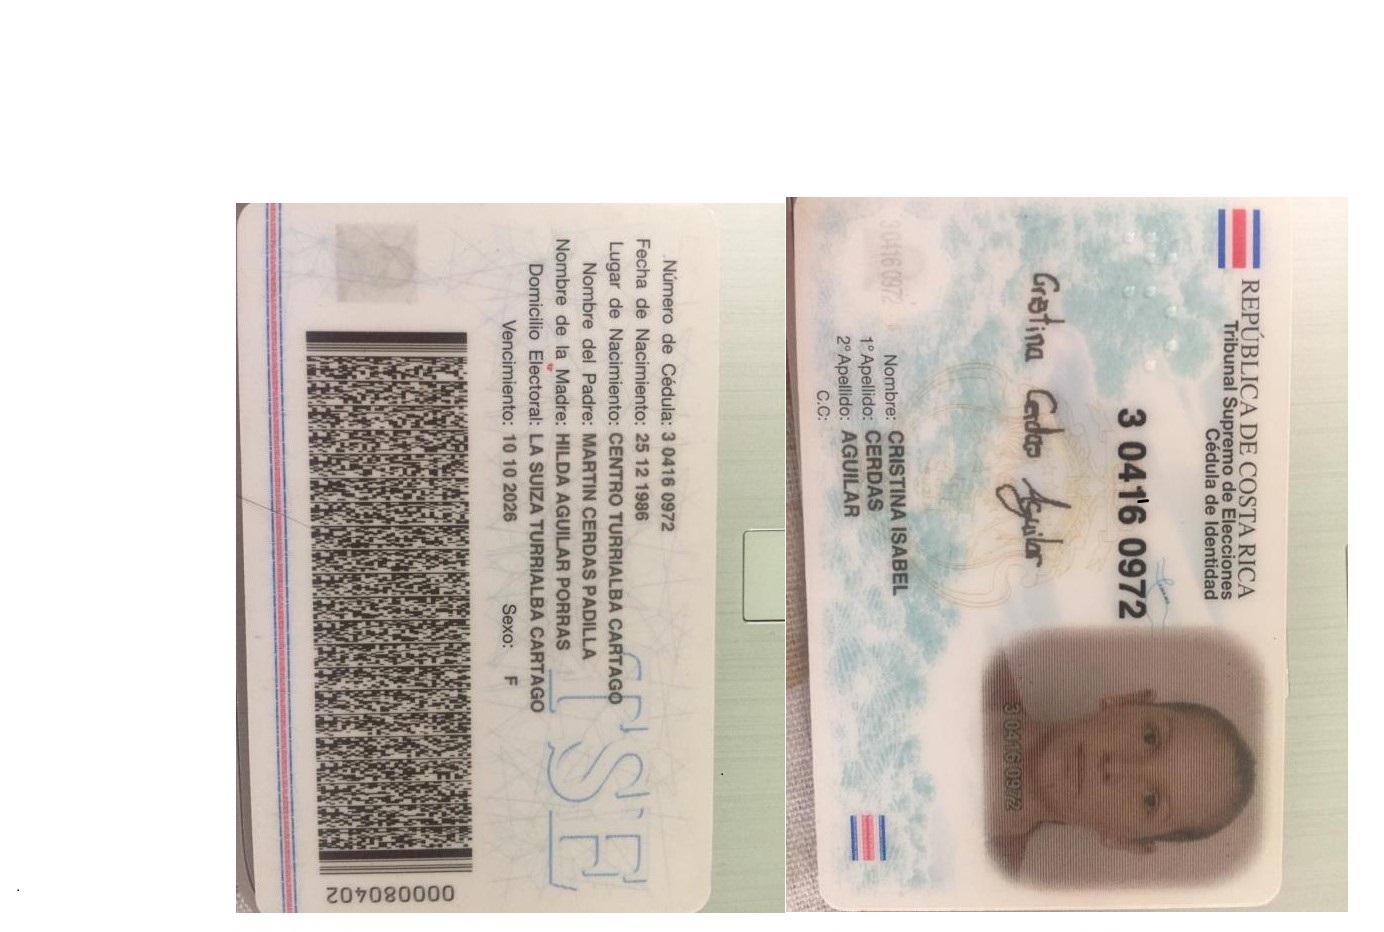 Número de Cédula: 3 0416 0972
Fecha de Nacimiento: 25 12 1986
Lugar de Nacimiento: CENTRO TURRIALBA CARTAGO
Nombre del Padre: MARTIN CERDAS PADILLA
Nombre de la Madre: HILDA AGUILAR PORRAS
Domicilio Electoral: LA SUIZA TURRIALBA CARTAGO
Vencimiento: 10 10 2026 Sexo: F
TSE
000080402
REPÚBLICA DE COSTA RICA
Tribunal Supremo de Elecciones
Cédula de Identidad
3 0416 0972
Cristina Cerdas Aguilar
Nombre: CRISTINA ISABEL
1° Apellido: CERDAS
2° Apellido: AGUILAR
C.C:
3 0416 0972
3 0416 0972